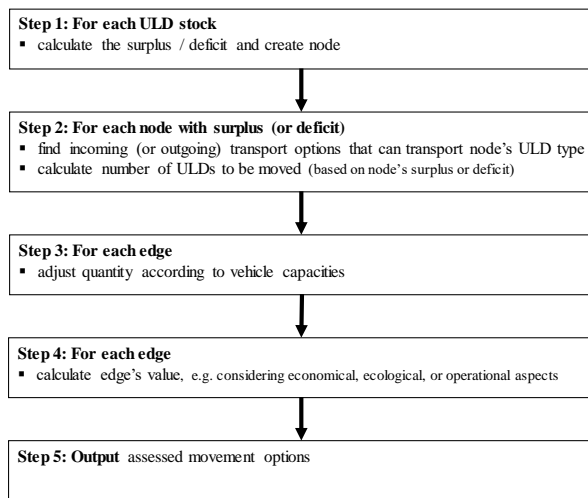 Step 1: For each ULD stock
▪ calculate the surplus / deficit and create node
Step 2: For each node with surplus (or deficit)
▪ find incoming (or outgoing) transport options that can transport node's ULD type
▪ calculate number of ULDs to be moved (based on node's surplus or deficit)
Step 3: For each edge
▪ adjust quantity according to vehicle capacities
Step 4: For each edge
▪ calculate edge's value, e.g. considering economical, ecological, or operational aspects
Step 5: Output assessed movement options